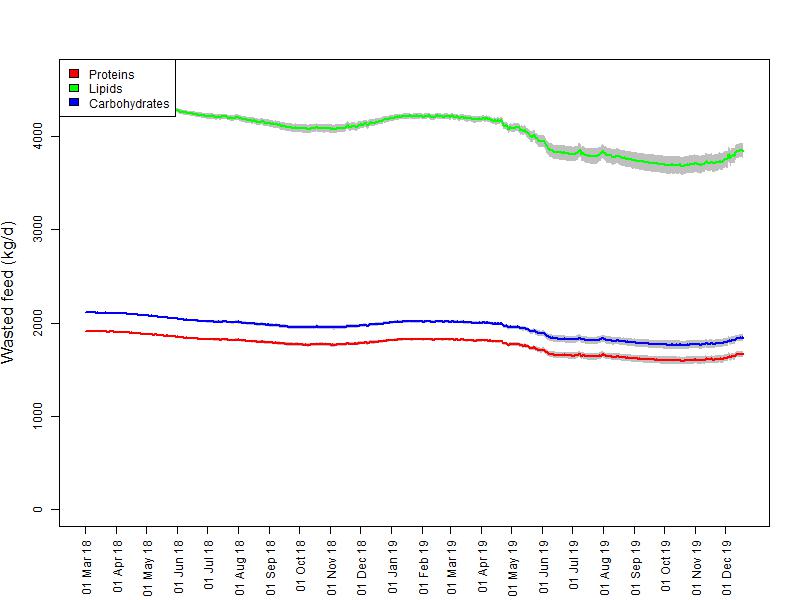 Proteins
Lipids
Carbohydrates
Wasted feed (kg/d)
4000
3000
2000
1000
0
01 Mar 18
01 Apr 18
01 May 18
01 Jun 18
01 Jul 18
01 Aug 18
01 Sep 18
01 Oct 18
01 Nov 18
01 Dec 18
01 Jan 19
01 Feb 19
01 Mar 19
01 Apr 19
01 May 19
01 Jun 19
01 Jul 19
01 Aug 19
01 Sep 19
01 Oct 19
01 Nov 19
01 Dec 19